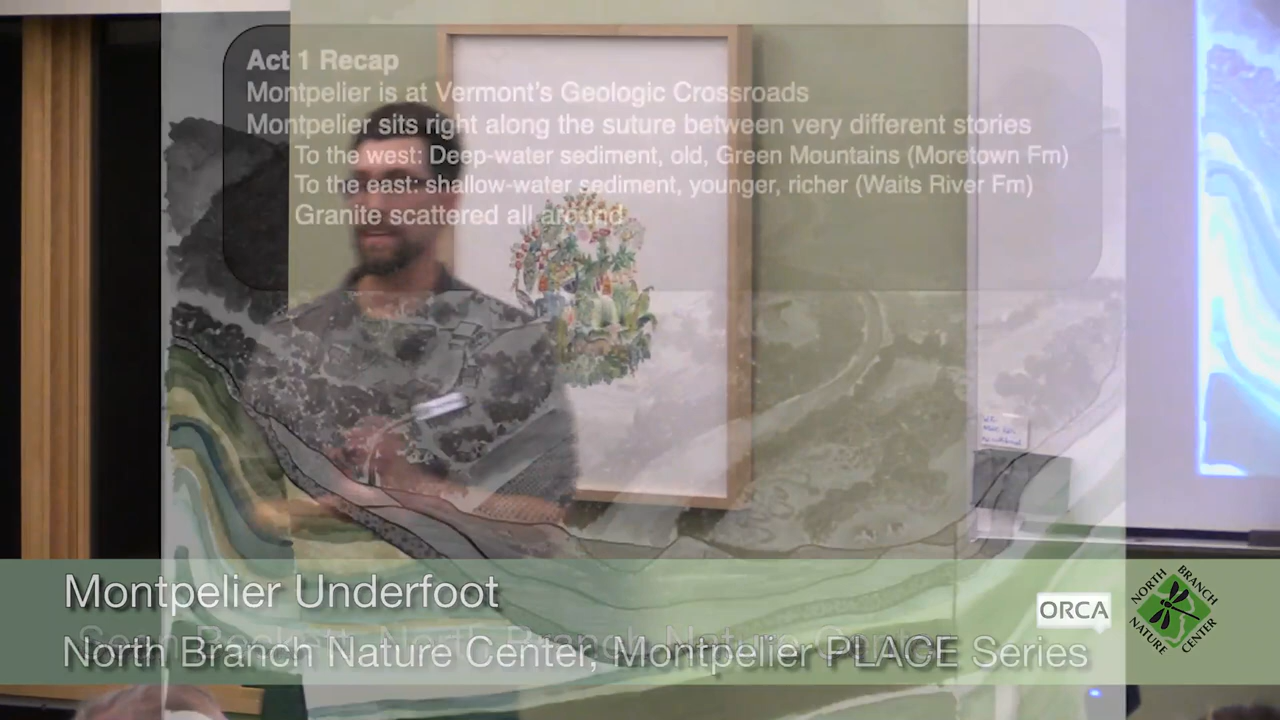 Act 1 Recap
Montpelier is at Vermont's Geologic Crossroads
Montpelier sits right along the suture between very different stories
To the west: Deep-water sediment, old, Green Mountains (Moretown Fm)
To the east: shallow-water sediment, younger, richer (Waits River Fm)
Granite scattered all around
Montpelier Underfoot
North Branch Nature Center, Montpelier PLACE Series
ORCA
NORTH BRANCH
NATURE CENTER